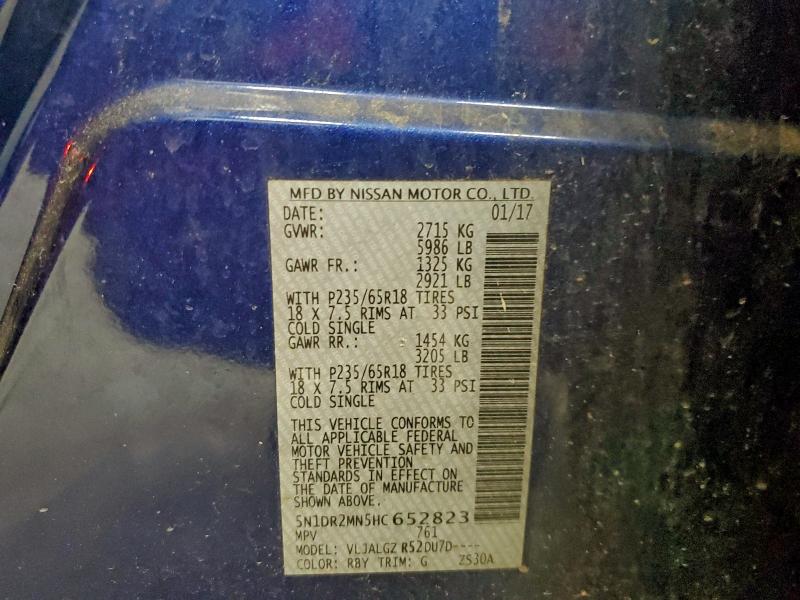 MFD BY NISSAN MOTOR CO., LTD.
DATE: 01/17
GVWR: 2715 KG
5986 LB
GAWR FR.: 1325 KG
2921 LB
WITH P235/65R18 TIRES
18 X 7.5 RIMS AT 33 PSI
COLD SINGLE
GAWR RR.: 1454 KG
3205 LB
WITH P235/65R18 TIRES
18 X 7.5 RIMS AT 33 PSI
COLD SINGLE
THIS VEHICLE CONFORMS TO
ALL APPLICABLE FEDERAL
MOTOR VEHICLE SAFETY AND
THEFT PREVENTION
STANDARDS IN EFFECT ON
THE DATE OF MANUFACTURE
SHOWN ABOVE.
5N1DR2MN5HC652823
MPV 761
MODEL: VLJALGZ R52DU7D----
COLOR: RBY TRIM: G ZS30A